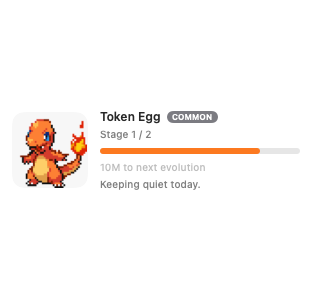 Token Egg COMMON
Stage 1 / 2
10M to next evolution
Keeping quiet today.